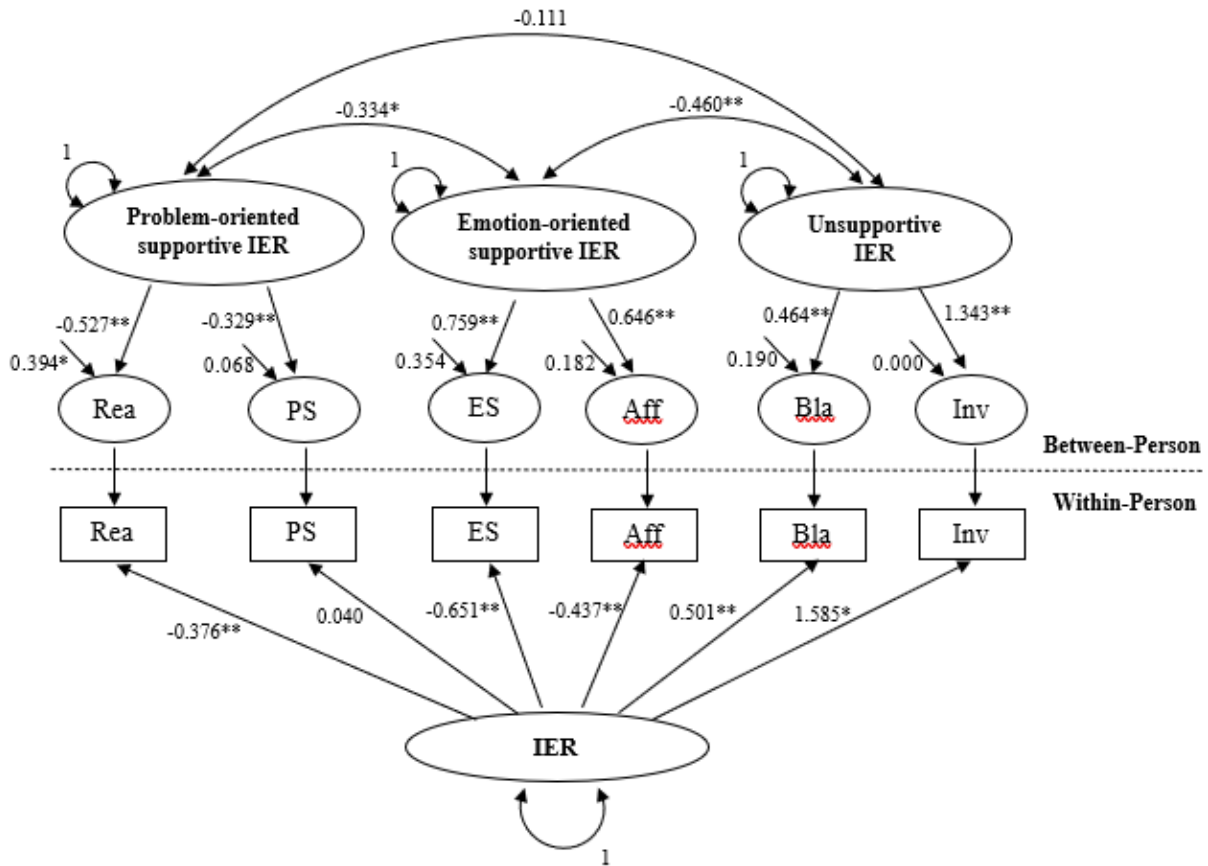 -0.111
-0.334*
-0.460**
1
1
1
Problem-oriented
supportive IER
Emotion-oriented
supportive IER
Unsupportive
IER
-0.527**
-0.329**
0.759**
0.646**
0.464**
1.343**
0.394*
0.068
0.354
0.182
0.190
0.000
Rea
PS
ES
Aff
Bla
Inv
Between-Person
Within-Person
Rea
PS
ES
Aff
Bla
Inv
-0.376**
0.040
-0.651**
-0.437**
0.501**
1.585*
IER
1